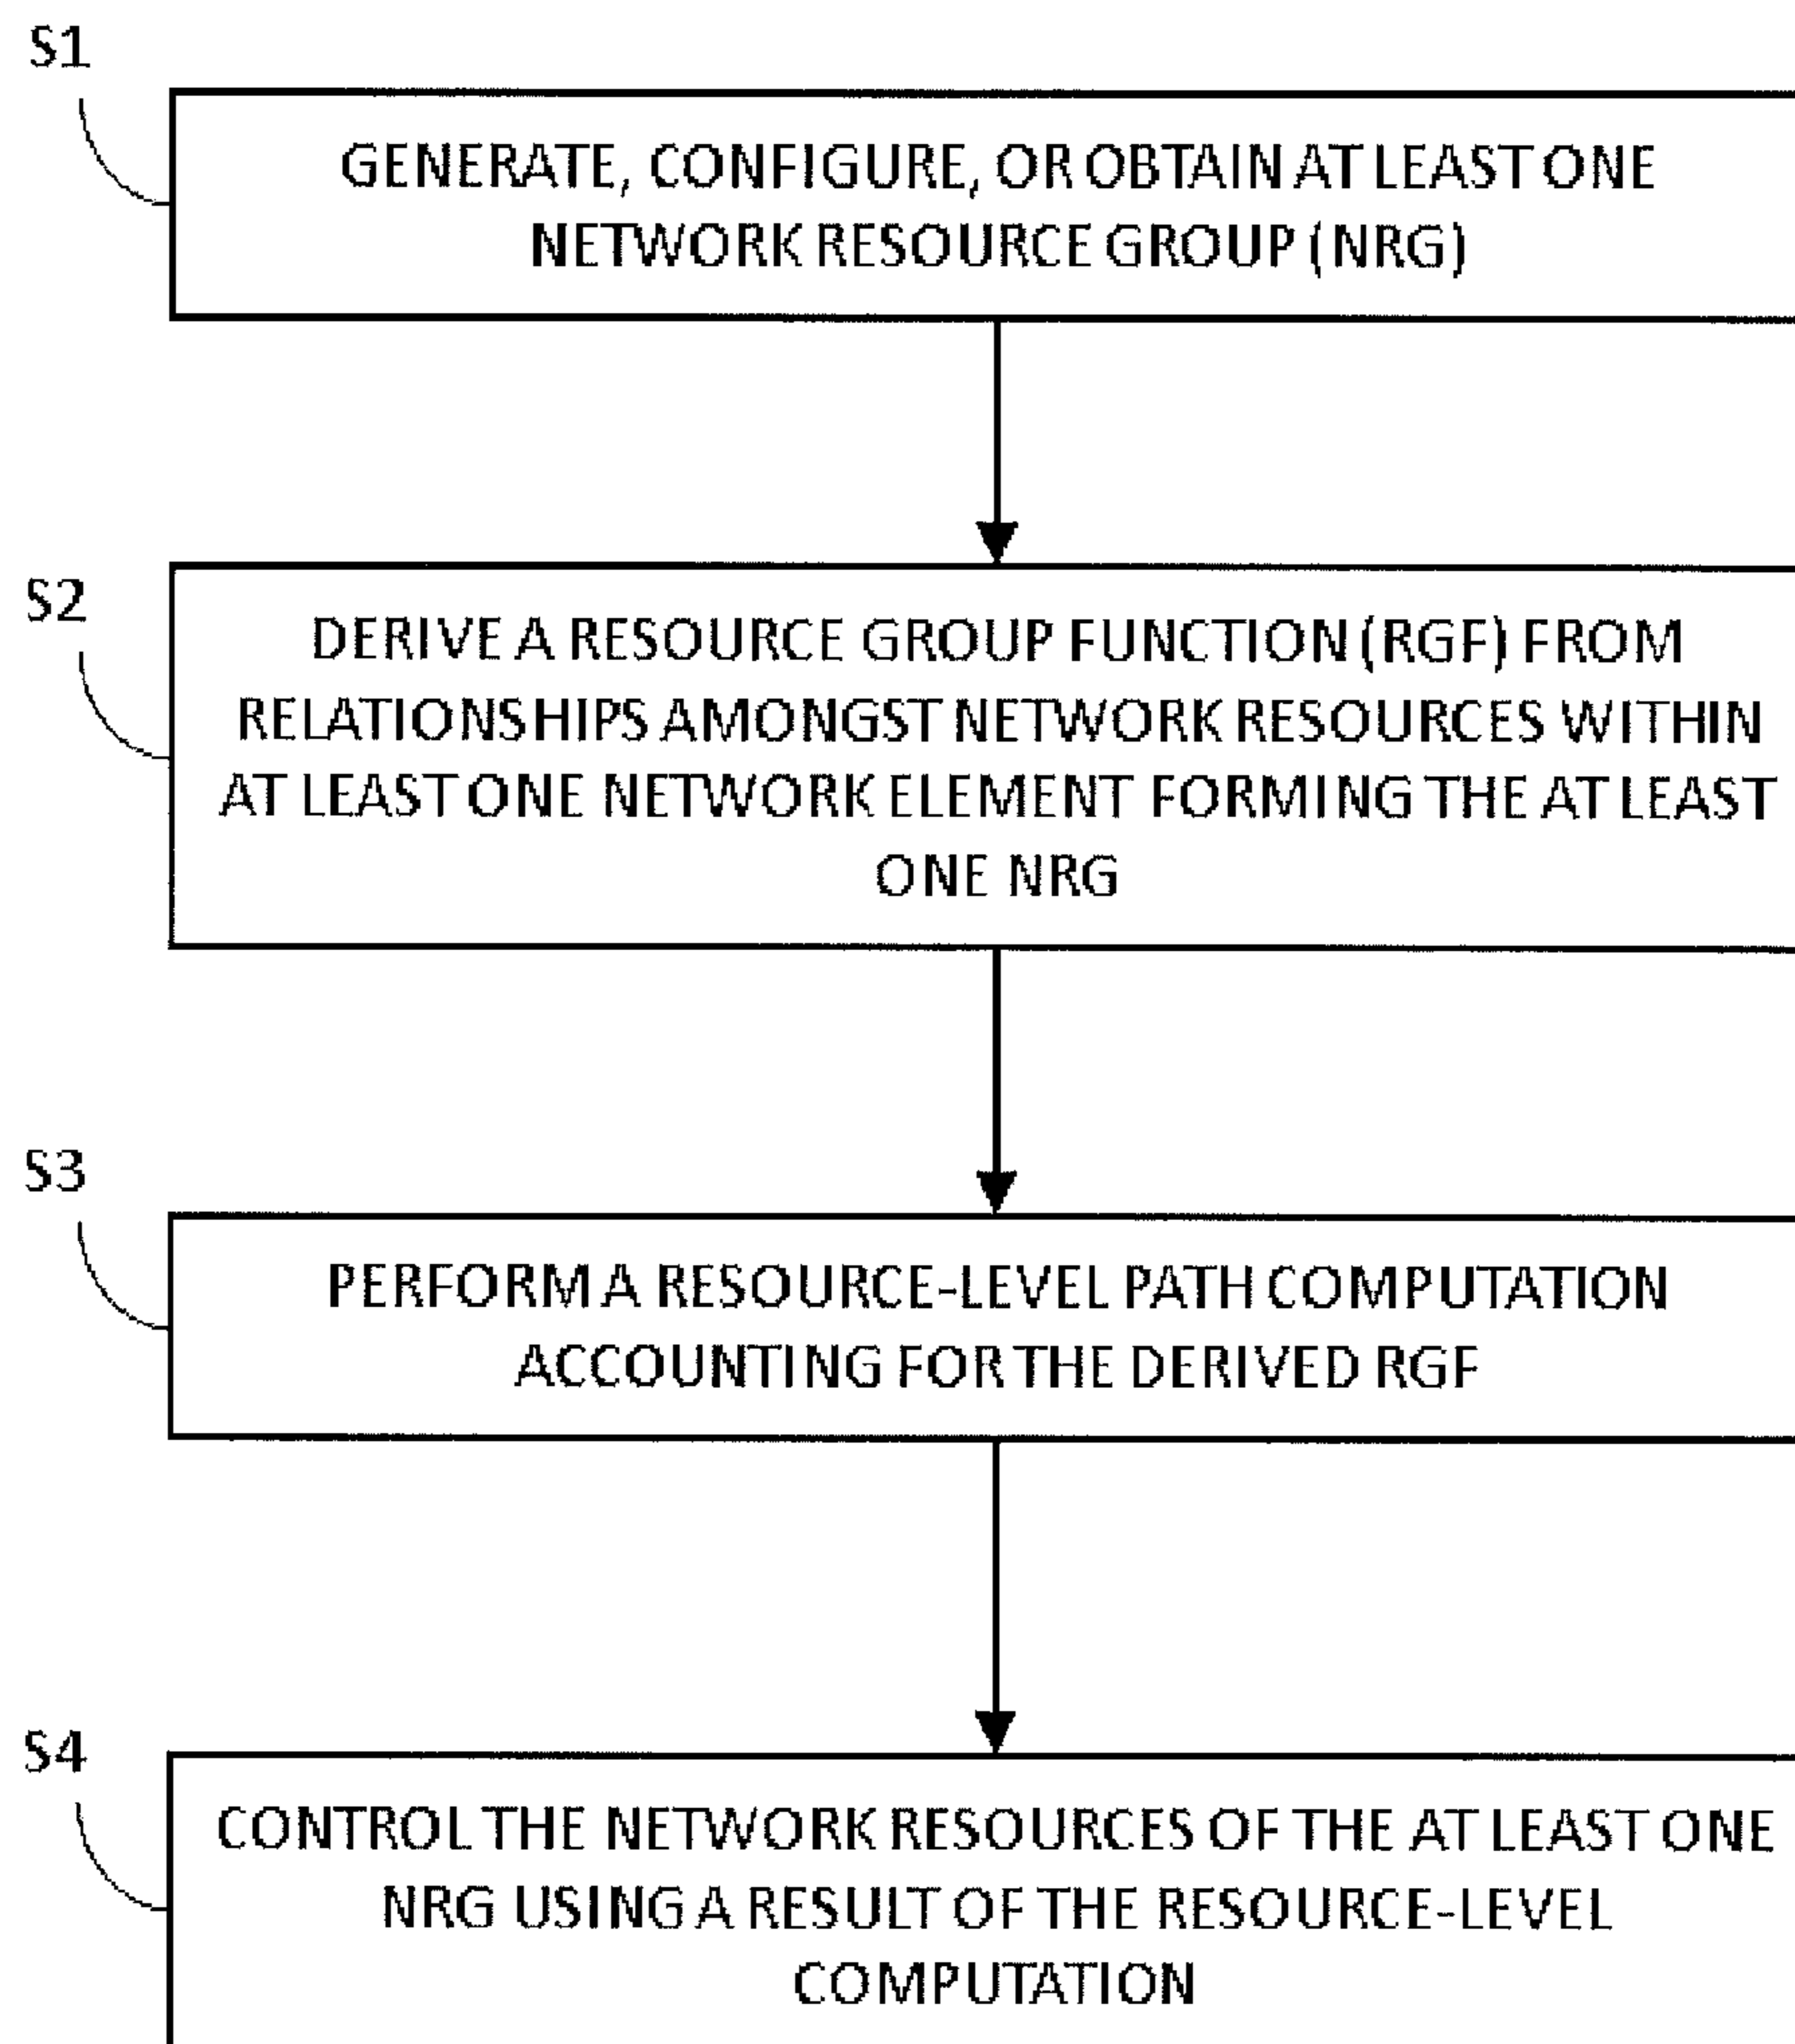 S1
GENERATE, CONFIGURE, OR OBTAIN AT LEAST ONE
NETWORK RESOURCE GROUP (NRG)
S2
DERIVE A RESOURCE GROUP FUNCTION (RGF) FROM
RELATIONSHIPS AMONGST NETWORK RESOURCES WITHIN
AT LEAST ONE NETWORK ELEMENT FORMING THE AT LEAST
ONE NRG
S3
PERFORM A RESOURCE-LEVEL PATH COMPUTATION
ACCOUNTING FOR THE DERIVED RGF
S4
CONTROL THE NETWORK RESOURCES OF THE AT LEAST ONE
NRG USING A RESULT OF THE RESOURCE-LEVEL
COMPUTATION